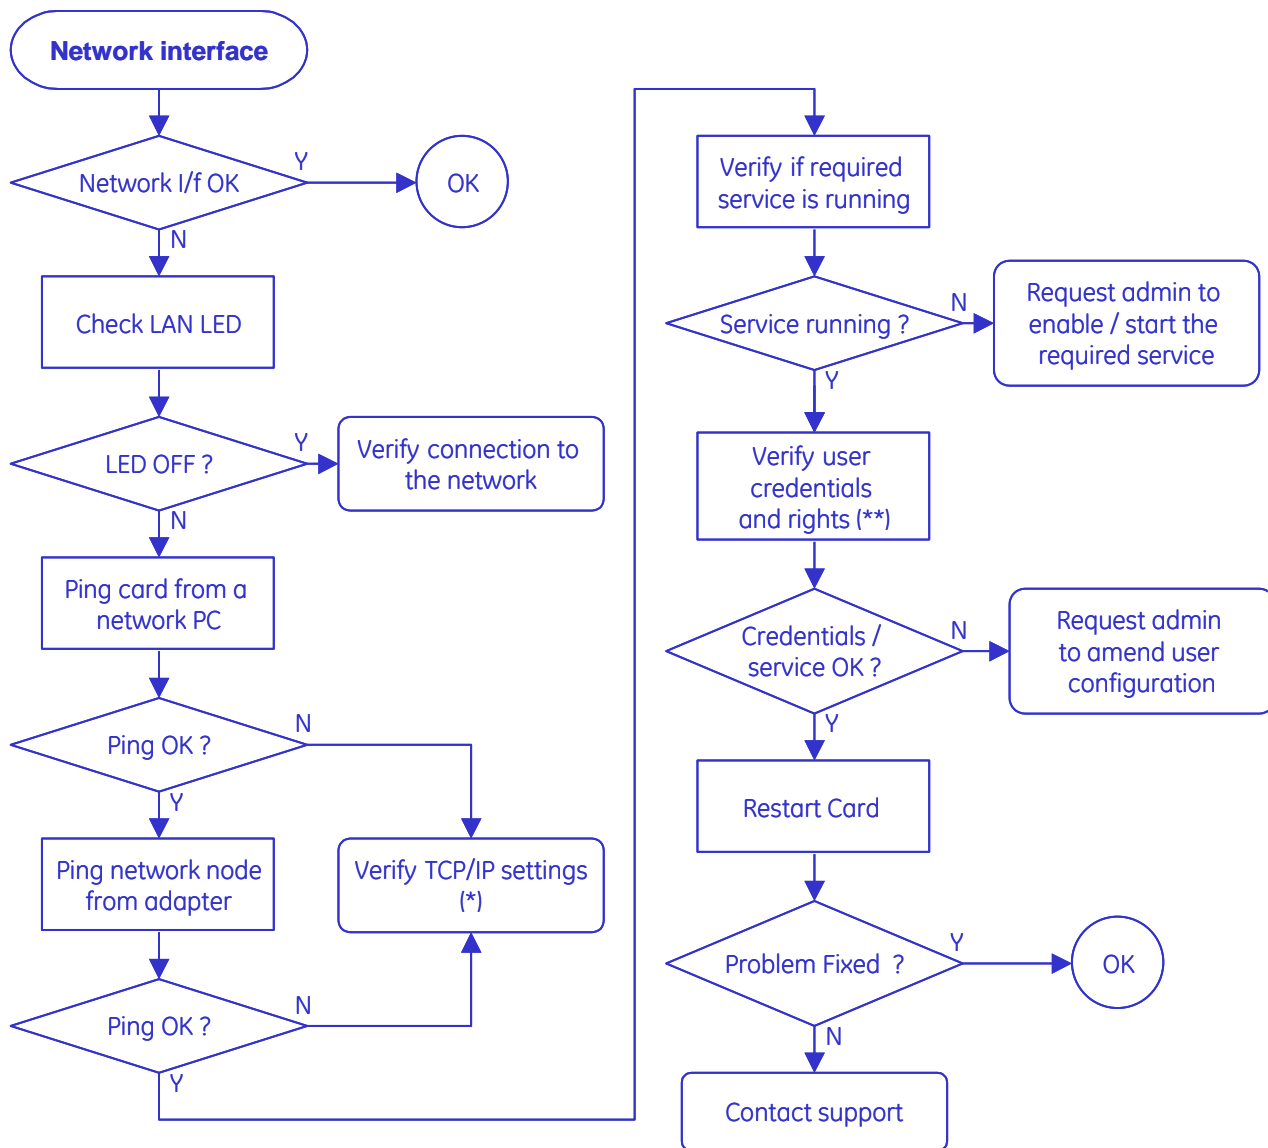 Network interface
Network I/f OK
Y
OK
N
Check LAN LED
LED OFF ?
Y
Verify connection to
the network
N
Ping card from a
network PC
Ping OK ?
N
Y
Ping network node
from adapter
Verify TCP/IP settings
(*)
Ping OK ?
N
Y
Verify if required
service is running
Service running ?
N
Request admin to
enable / start the
required service
Y
Verify user
credentials
and rights (**)
Credentials /
service OK ?
N
Request admin
to amend user
configuration
Y
Restart Card
Problem Fixed ?
Y
OK
N
Contact support